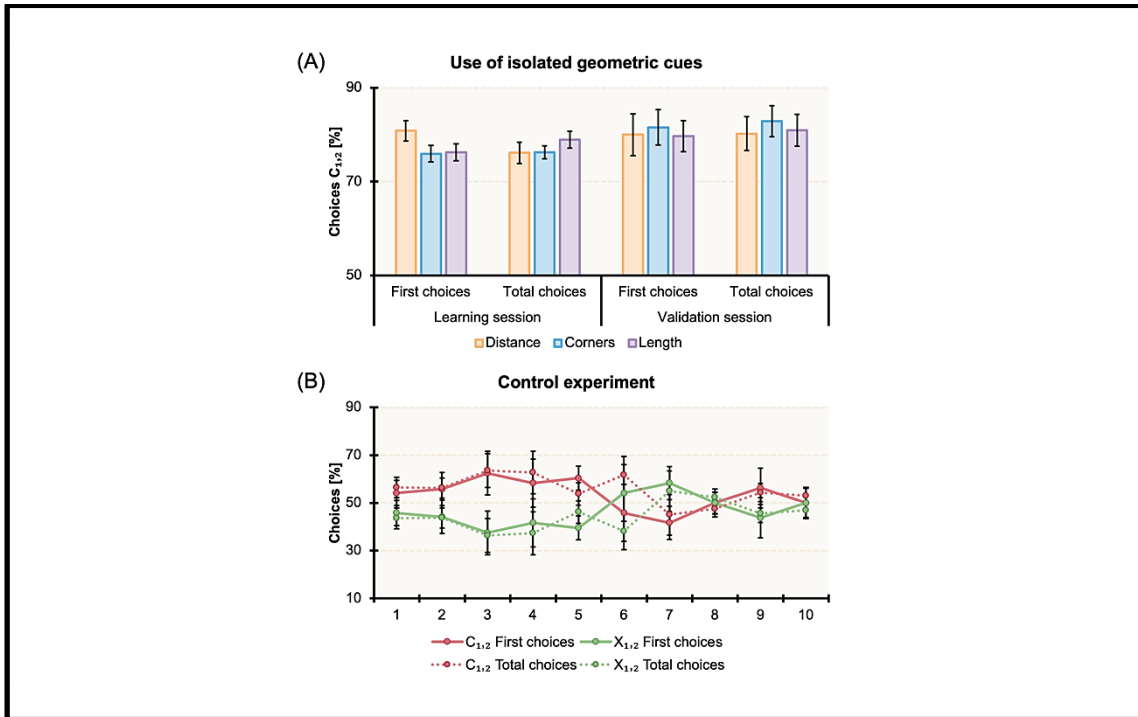 (A)
Use of isolated geometric cues
90
70
50
Choices C₁,₂ [%]
First choices Total choices First choices Total choices
Learning session Validation session
Distance Corners Length
(B)
Control experiment
90
70
50
30
10
Choices [%]
1 2 3 4 5 6 7 8 9 10
C₁,₂ First choices X₁,₂ First choices
C₁,₂ Total choices X₁,₂ Total choices